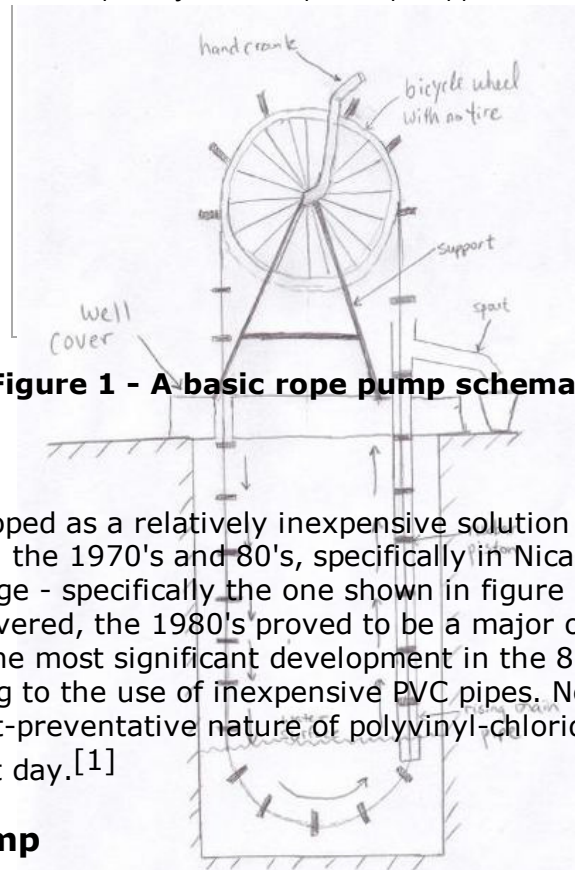 hand crank
bicycle wheel
with no tire
support
spout
well
cover
Figure 1 - A basic rope pump schema
oped as a relatively inexpensive solution
the 1970's and 80's, specifically in Nica
ge - specifically the one shown in figure
vered, the 1980's proved to be a major
he most significant development in the 8
g to the use of inexpensive PVC pipes. N
t-preventative nature of polyvinyl-chlorid
t day.[1]
mp